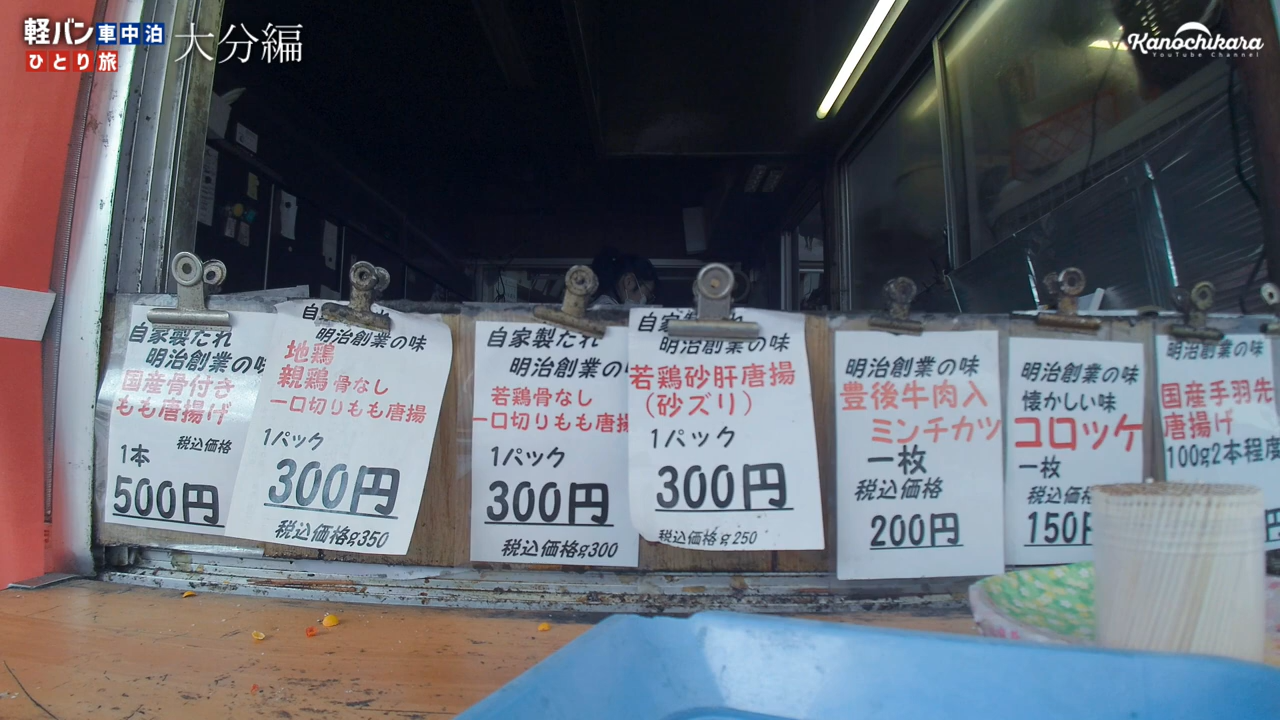 軽バン車中泊
ひとり旅
大分編
Kanochikara
YouTube Channel
自家製だれ
明治創業の味
国産骨付き
もも唐揚げ
税込価格
1本
500円
明治創業の味
地鶏
親鶏骨なし
一口切りもも唐揚
1パック
300円
税込価格g350
自家製だれ
明治創業の
若鶏骨なし
一口切りもも唐揚
1パック
300円
税込価格g300
明治創業の味
若鶏砂肝唐揚
(砂ズリ)
1パック
300円
税込価格g250
明治創業の味
豊後牛肉入
ミンチカツ
一枚
税込価格
200円
明治創業の味
懐かしい味
コロッケ
一枚
税込価格
150円
明治創業の味
国産手羽先
唐揚げ
100g2本程度
円